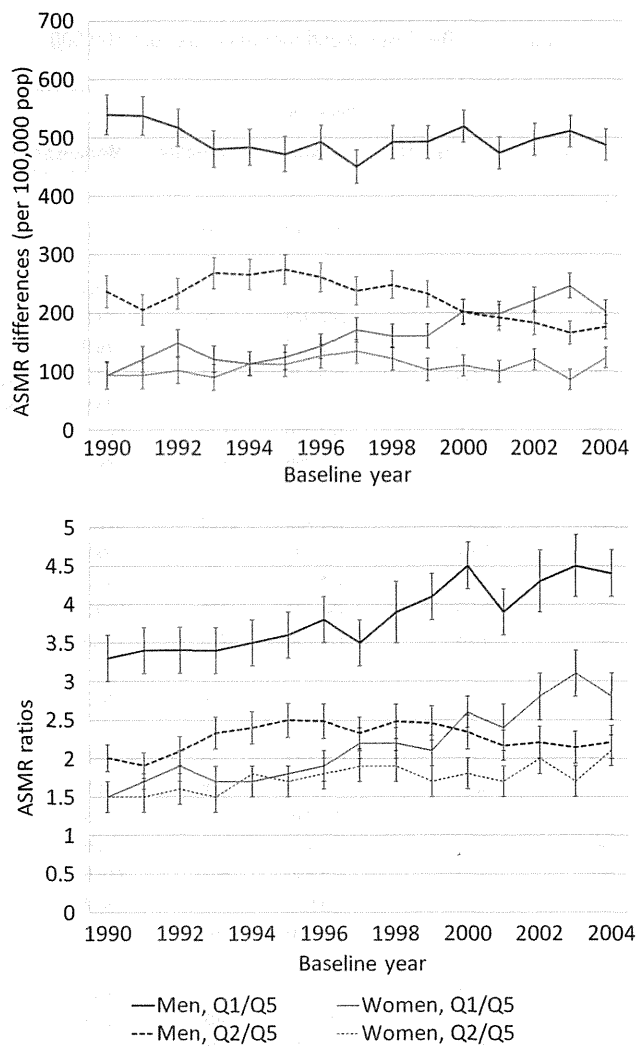 700
600
500
400
300
200
100
0
ASMR differences (per 100,000 pop)
1990 1992 1994 1996 1998 2000 2002 2004
Baseline year
5
4.5
4
3.5
3
2.5
2
1.5
1
0.5
0
ASMR ratios
1990 1992 1994 1996 1998 2000 2002 2004
Baseline year
Men, Q1/Q5 Women, Q1/Q5
Men, Q2/Q5 Women, Q2/Q5